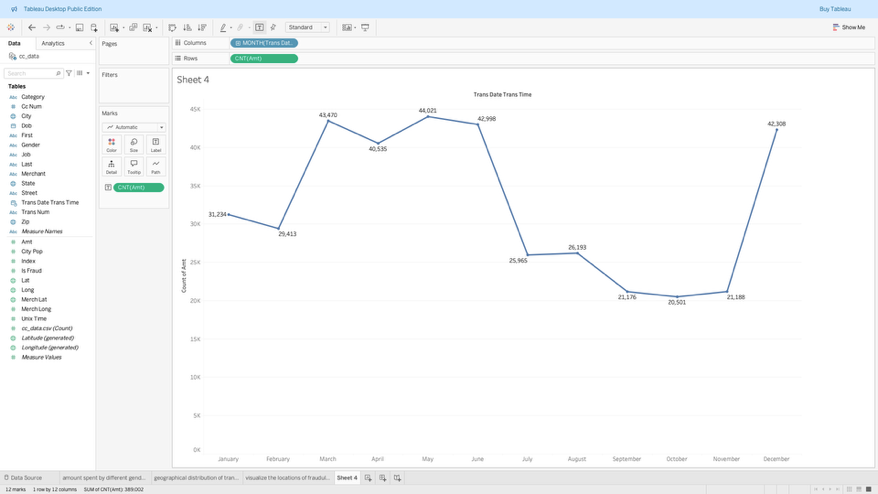 Tableau Desktop Public Edition
Buy Tableau
Standard
Show Me
Data
Analytics
cc_data
Search
Tables
Category
Cc Num
City
Dob
First
Gender
Job
Last
Merchant
State
Street
Trans Date Trans Time
Trans Num
Zip
Measure Names
Amt
City Pop
Index
Is Fraud
Lat
Long
Merch Lat
Merch Long
Unix Time
cc_data.csv (Count)
Latitude (generated)
Longitude (generated)
Measure Values
Pages
Filters
Marks
Automatic
Color
Size
Label
Detail
Tooltip
Path
CNT(Amt)
Columns
MONTH(Trans Dat..
Rows
CNT(Amt)
Sheet 4
Trans Date Trans Time
Count of Amt
45K
40K
35K
30K
25K
20K
15K
10K
5K
0K
31,234
29,413
43,470
40,535
44,021
42,998
25,965
26,193
21,176
20,501
21,188
42,308
January
February
March
April
May
June
July
August
September
October
November
December
Data Source
amount spent by different gend...
geographical distribution of tran...
visualize the locations of fraudul...
Sheet 4
12 marks
1 row by 12 columns
SUM of CNT(Amt): 389,002